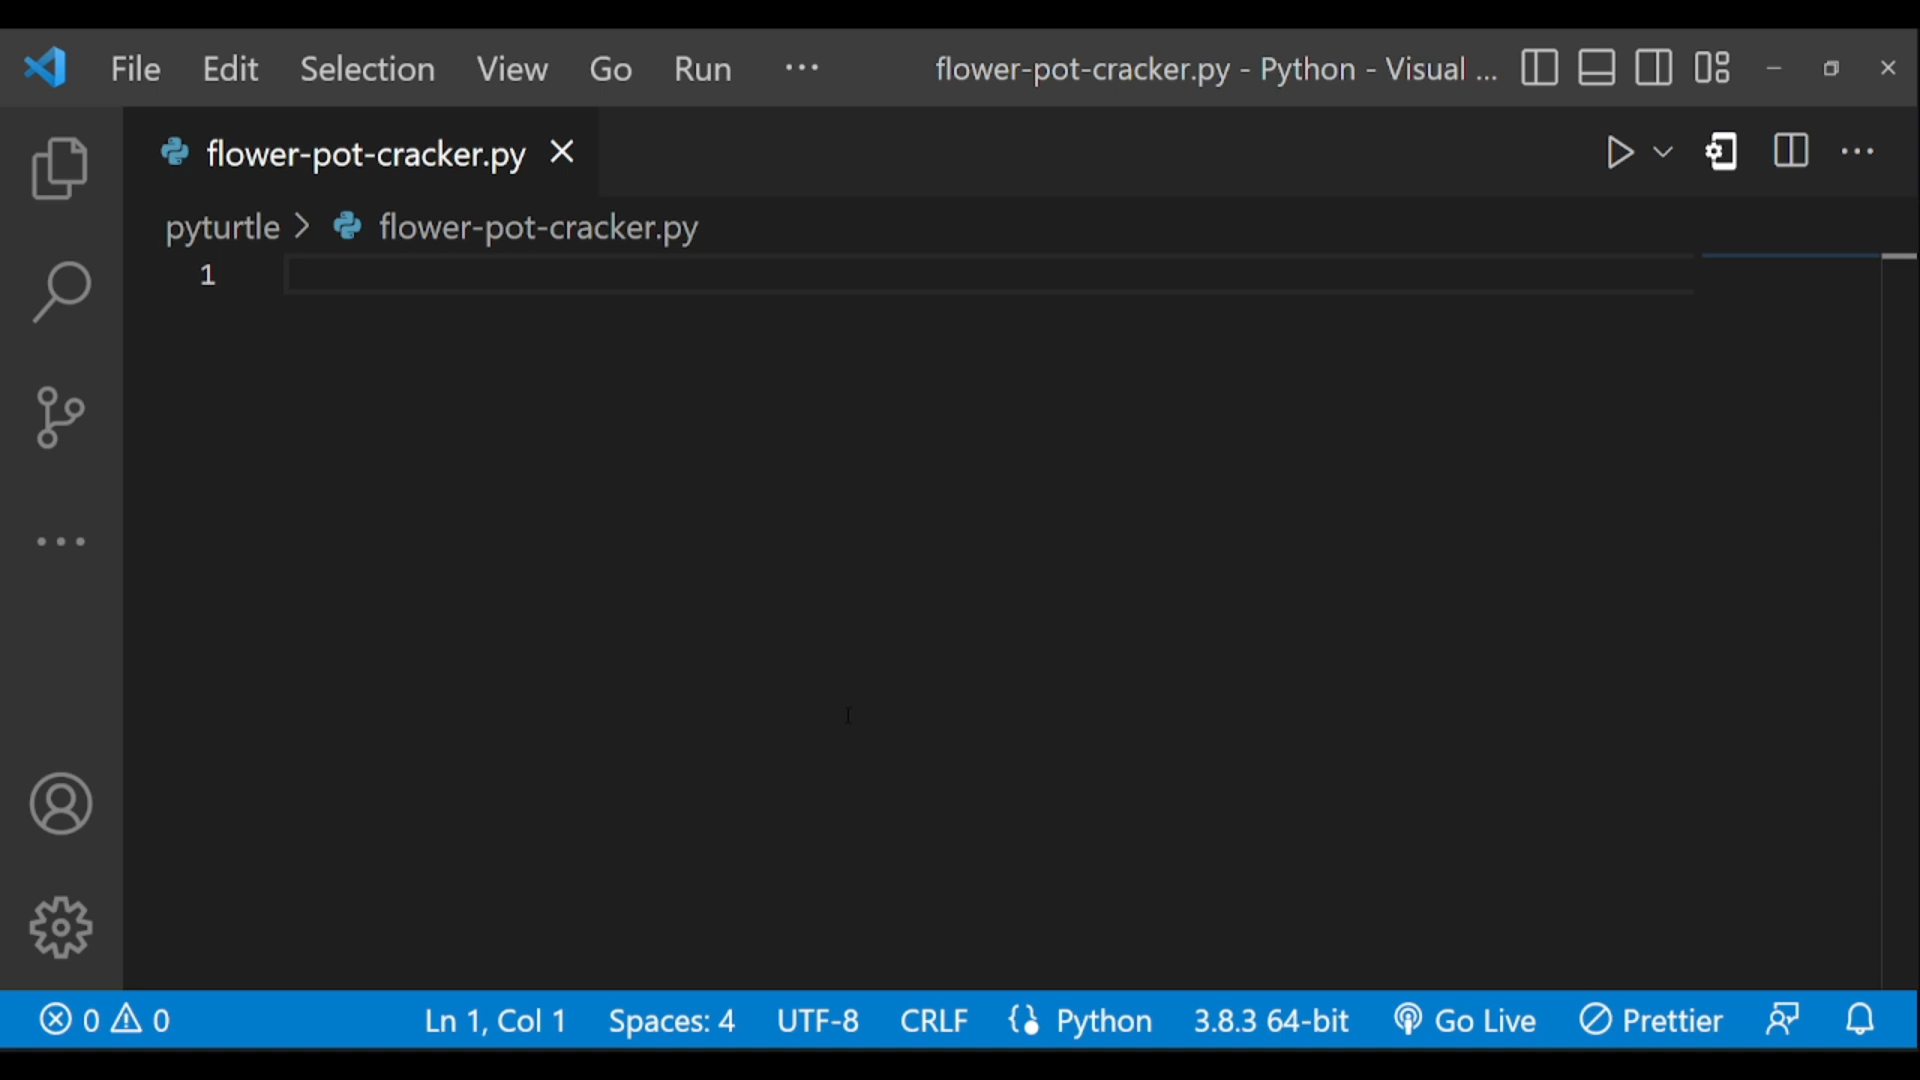 File Edit Selection View Go Run ··· flower-pot-cracker.py - Python - Visual ...
flower-pot-cracker.py
pyturtle > flower-pot-cracker.py
1
0 0 Ln 1, Col 1 Spaces: 4 UTF-8 CRLF Python 3.8.3 64-bit Go Live Prettier